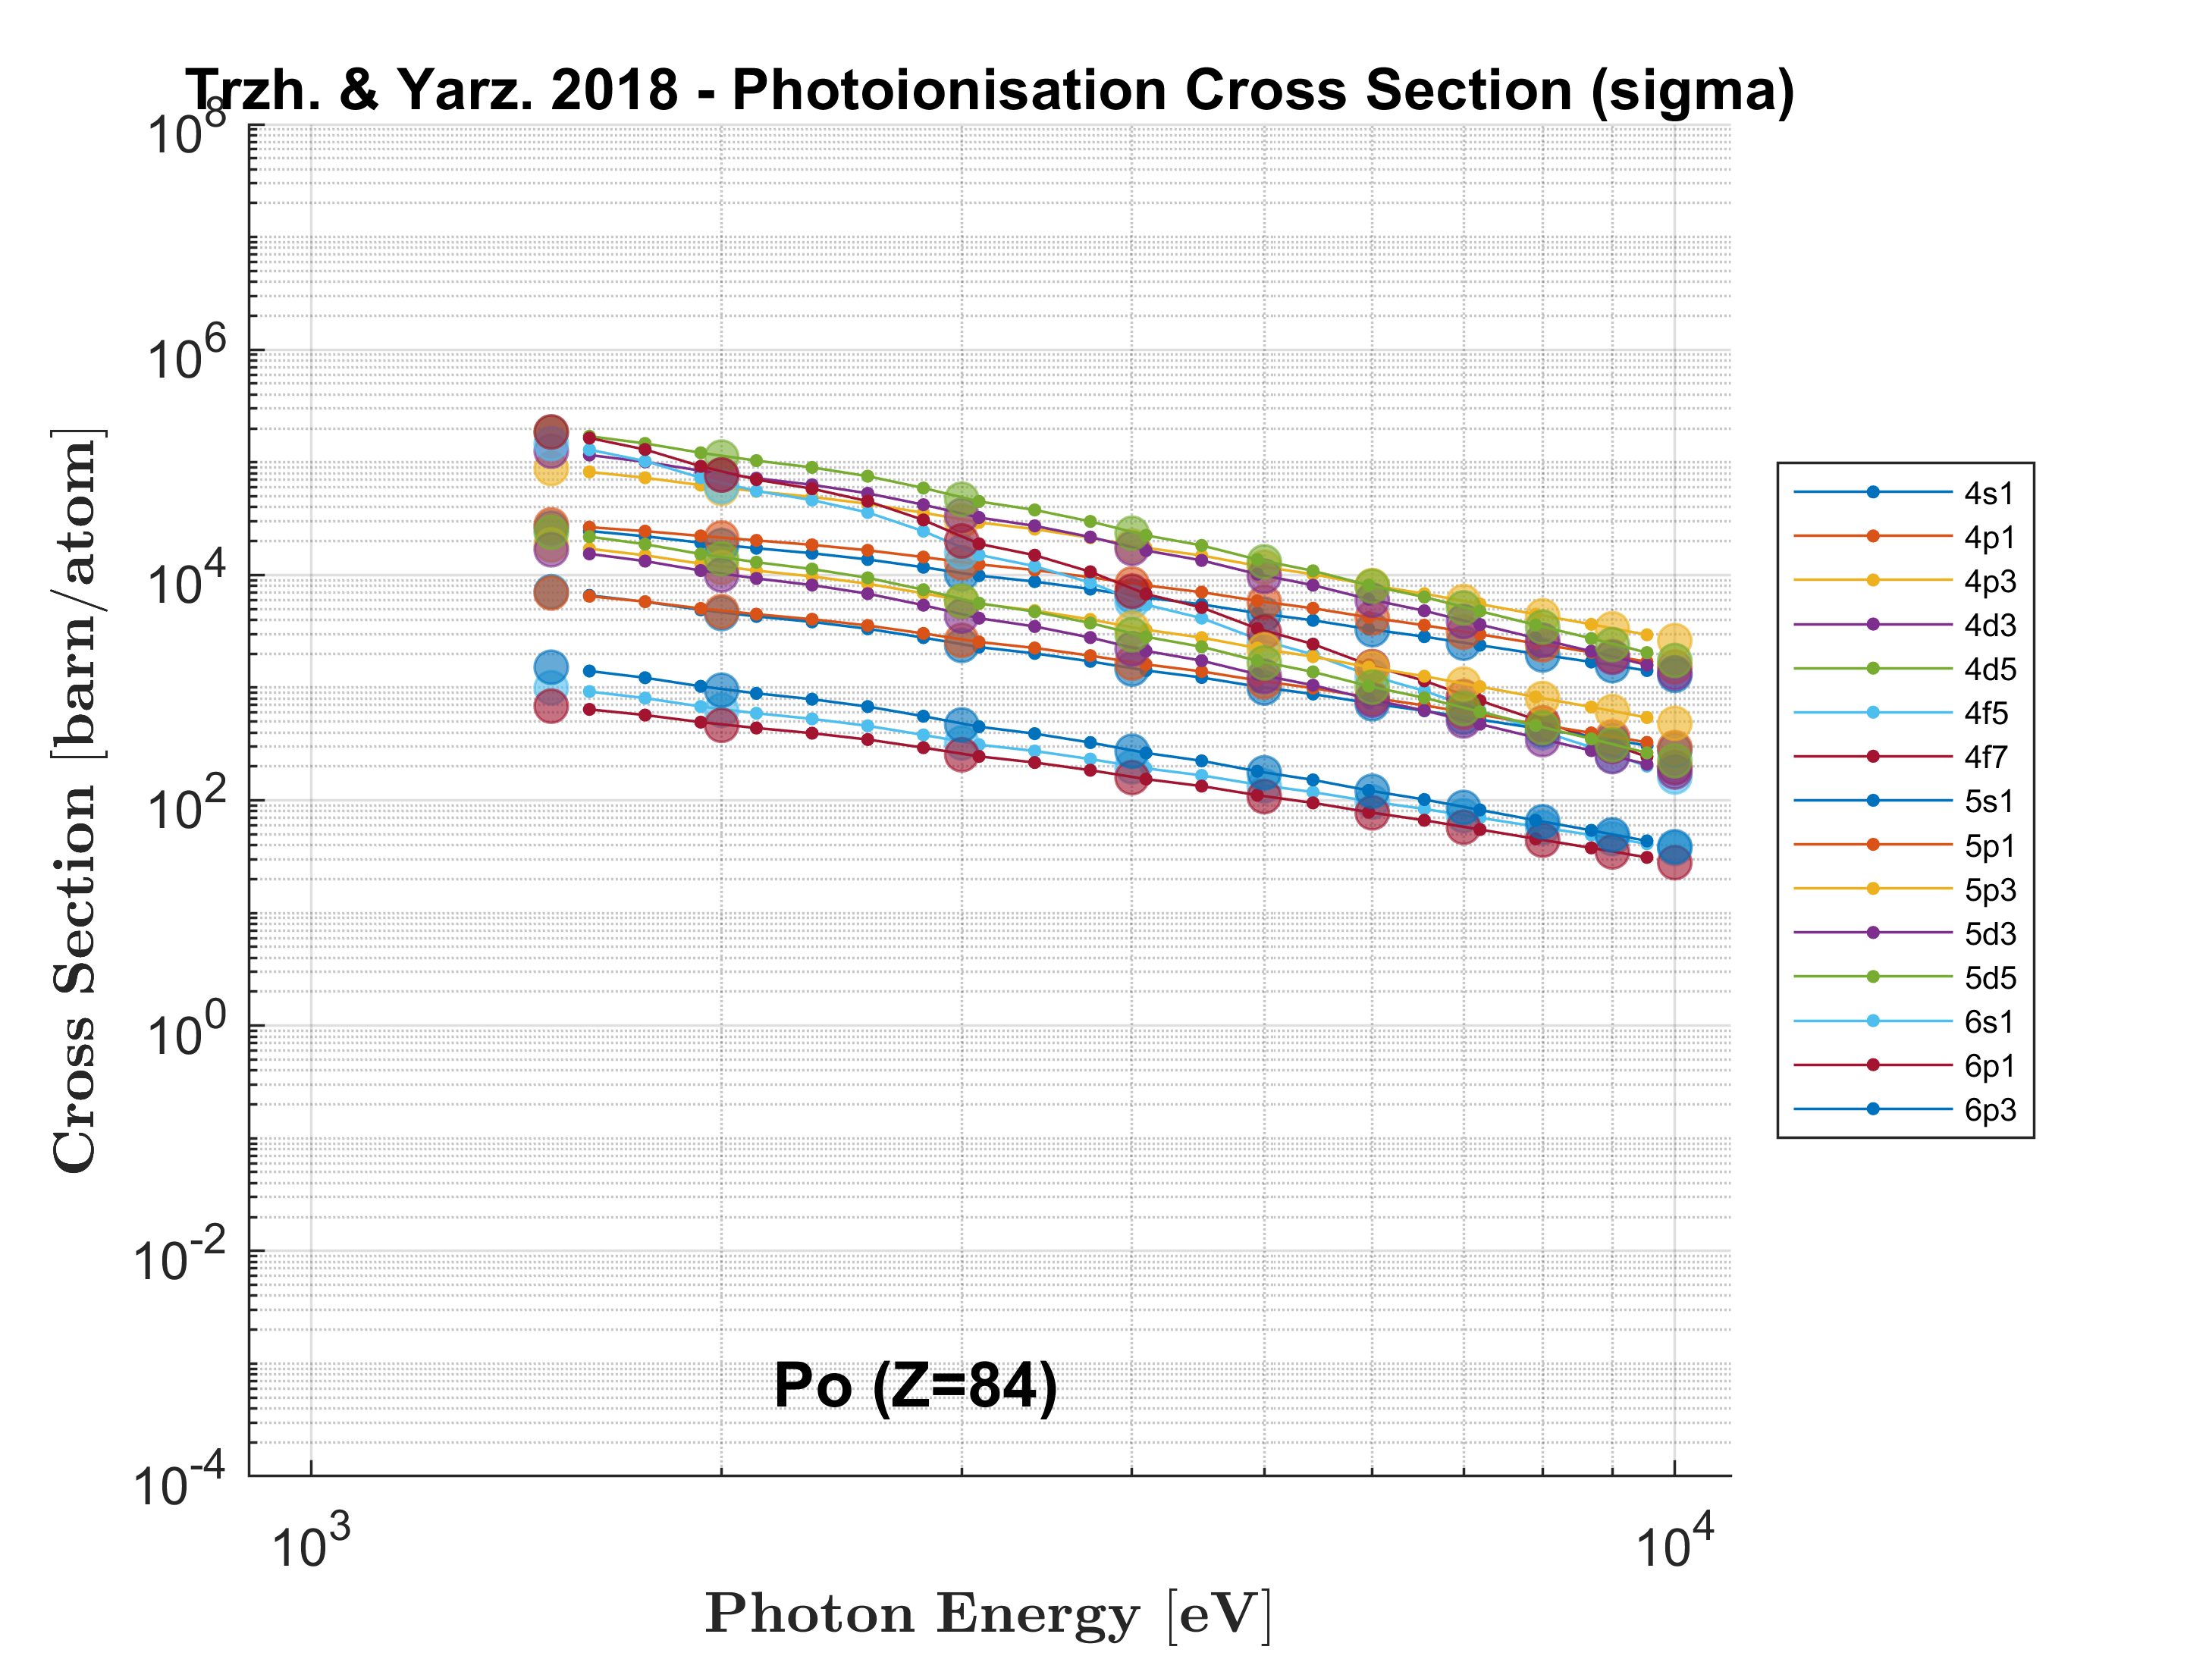 Trzh. & Yarz. 2018 - Photoionisation Cross Section (sigma)
10^8
10^6
10^4
10^2
10^0
10^-2
10^-4
Cross Section [barn/atom]
Po (Z=84)
10^3
10^4
Photon Energy [eV]
4s1
4p1
4p3
4d3
4d5
4f5
4f7
5s1
5p1
5p3
5d3
5d5
6s1
6p1
6p3